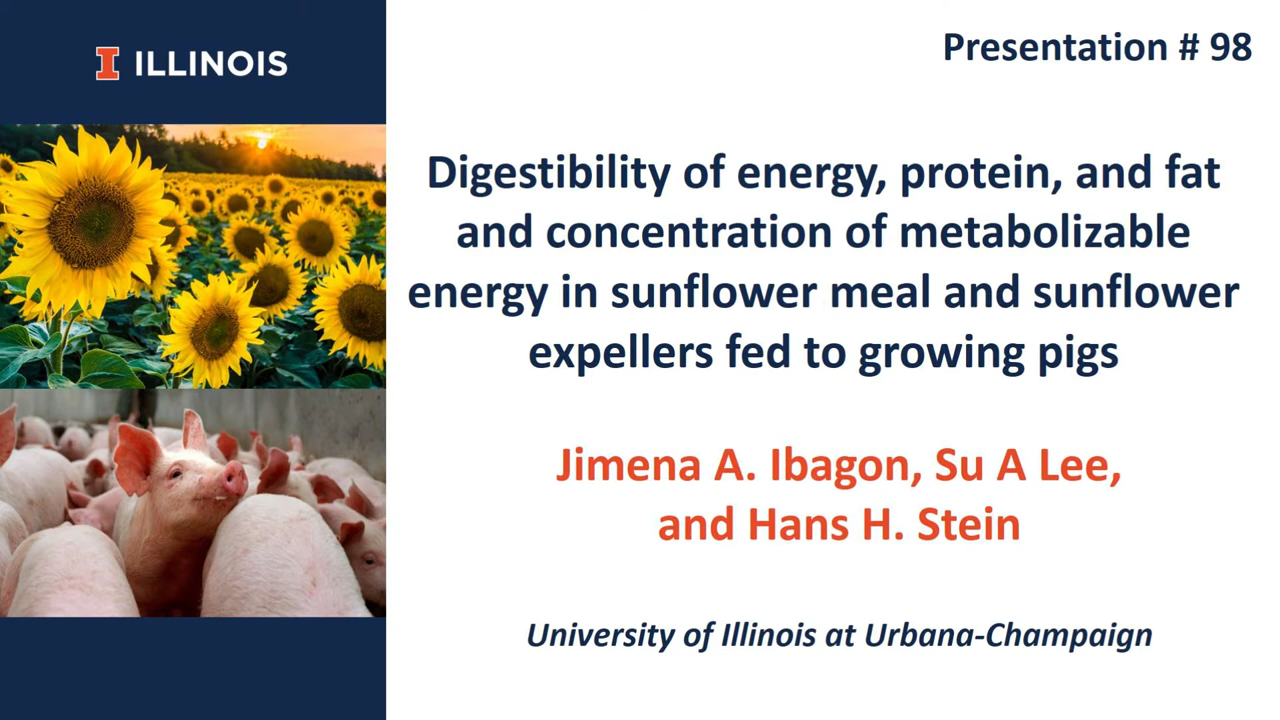 ILLINOIS
Presentation # 98
Digestibility of energy, protein, and fat
and concentration of metabolizable
energy in sunflower meal and sunflower
expellers fed to growing pigs
Jimena A. Ibagon, Su A Lee,
and Hans H. Stein
University of Illinois at Urbana-Champaign